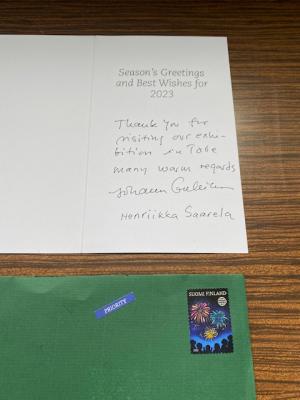 Season's Greetings
and Best Wishes for
2023
Thank you for
visiting our exhi-
bition in
many warm regards
Henriikka Saarela
PRIORITY
SUOMI FINLAND